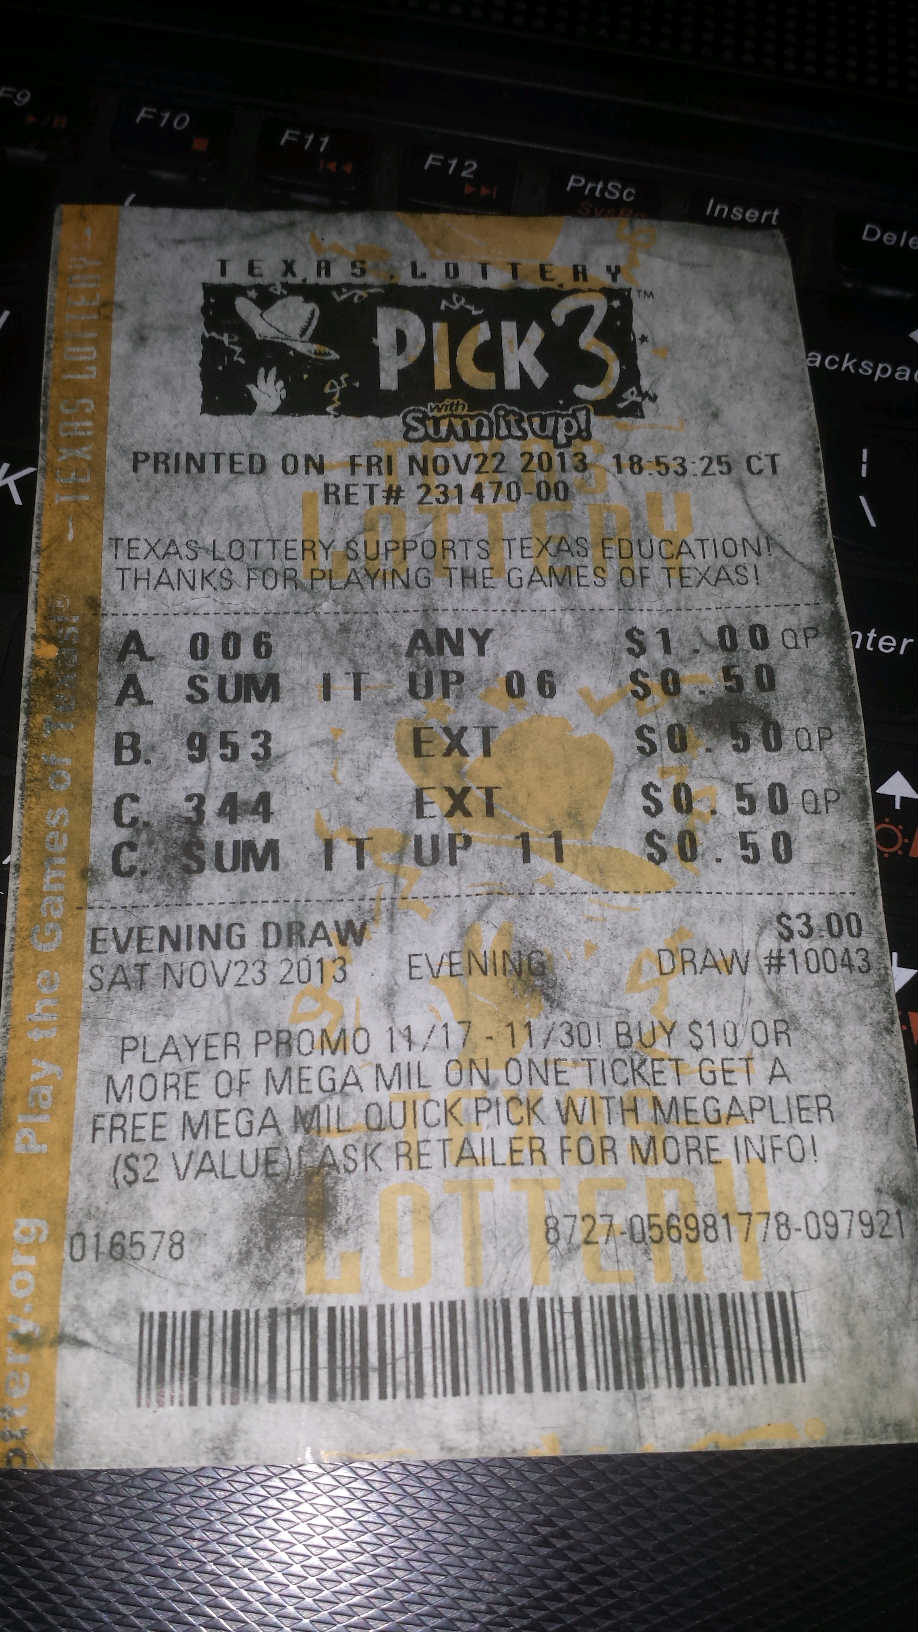 F9
F10
F11
F12
PrtSc
SysRq
Insert
Dele
ackspac
K
nter
TEXAS LOTTERY
PICK 3™
with
Sum it up!
PRINTED ON FRI NOV22 2013 18:53:25 CT
RET# 231470-00
TEXAS LOTTERY SUPPORTS TEXAS EDUCATION!
THANKS FOR PLAYING THE GAMES OF TEXAS!
A. 006 ANY $1.00 QP
A. SUM IT UP 06 $0.50
B. 953 EXT $0.50 QP
C. 344 EXT $0.50 QP
C. SUM IT UP 11 $0.50
EVENING DRAW $3.00
SAT NOV23 2013 EVENING DRAW #10043
PLAYER PROMO 11/17 - 11/30! BUY $10 OR
MORE OF MEGA MIL ON ONE TICKET GET A
FREE MEGA MIL QUICK PICK WITH MEGAPLIER
($2 VALUE)! ASK RETAILER FOR MORE INFO!
016578 8727-056981778-097921
TEXAS
LOTTERY
TEXAS
LOTTERY
ttery.org Play the Games of Texas! - TEXAS LOTTERY -